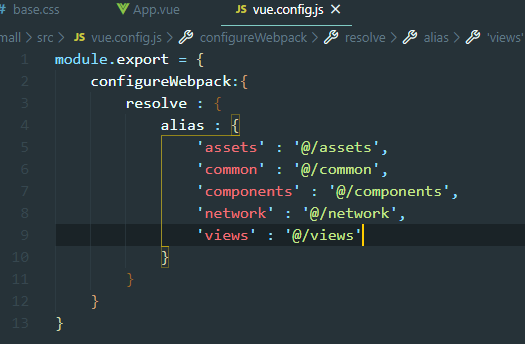 # base.css App.vue vue.config.js ×
mall > src > vue.config.js > configureWebpack > resolve > alias > 'views'
1 module.export = {
2 configureWebpack:{
3 resolve : {
4 alias : {
5 'assets' : '@/assets',
6 'common' : '@/common',
7 'components' : '@/components',
8 'network' : '@/network',
9 'views' : '@/views'
10 }
11 }
12 }
13 }